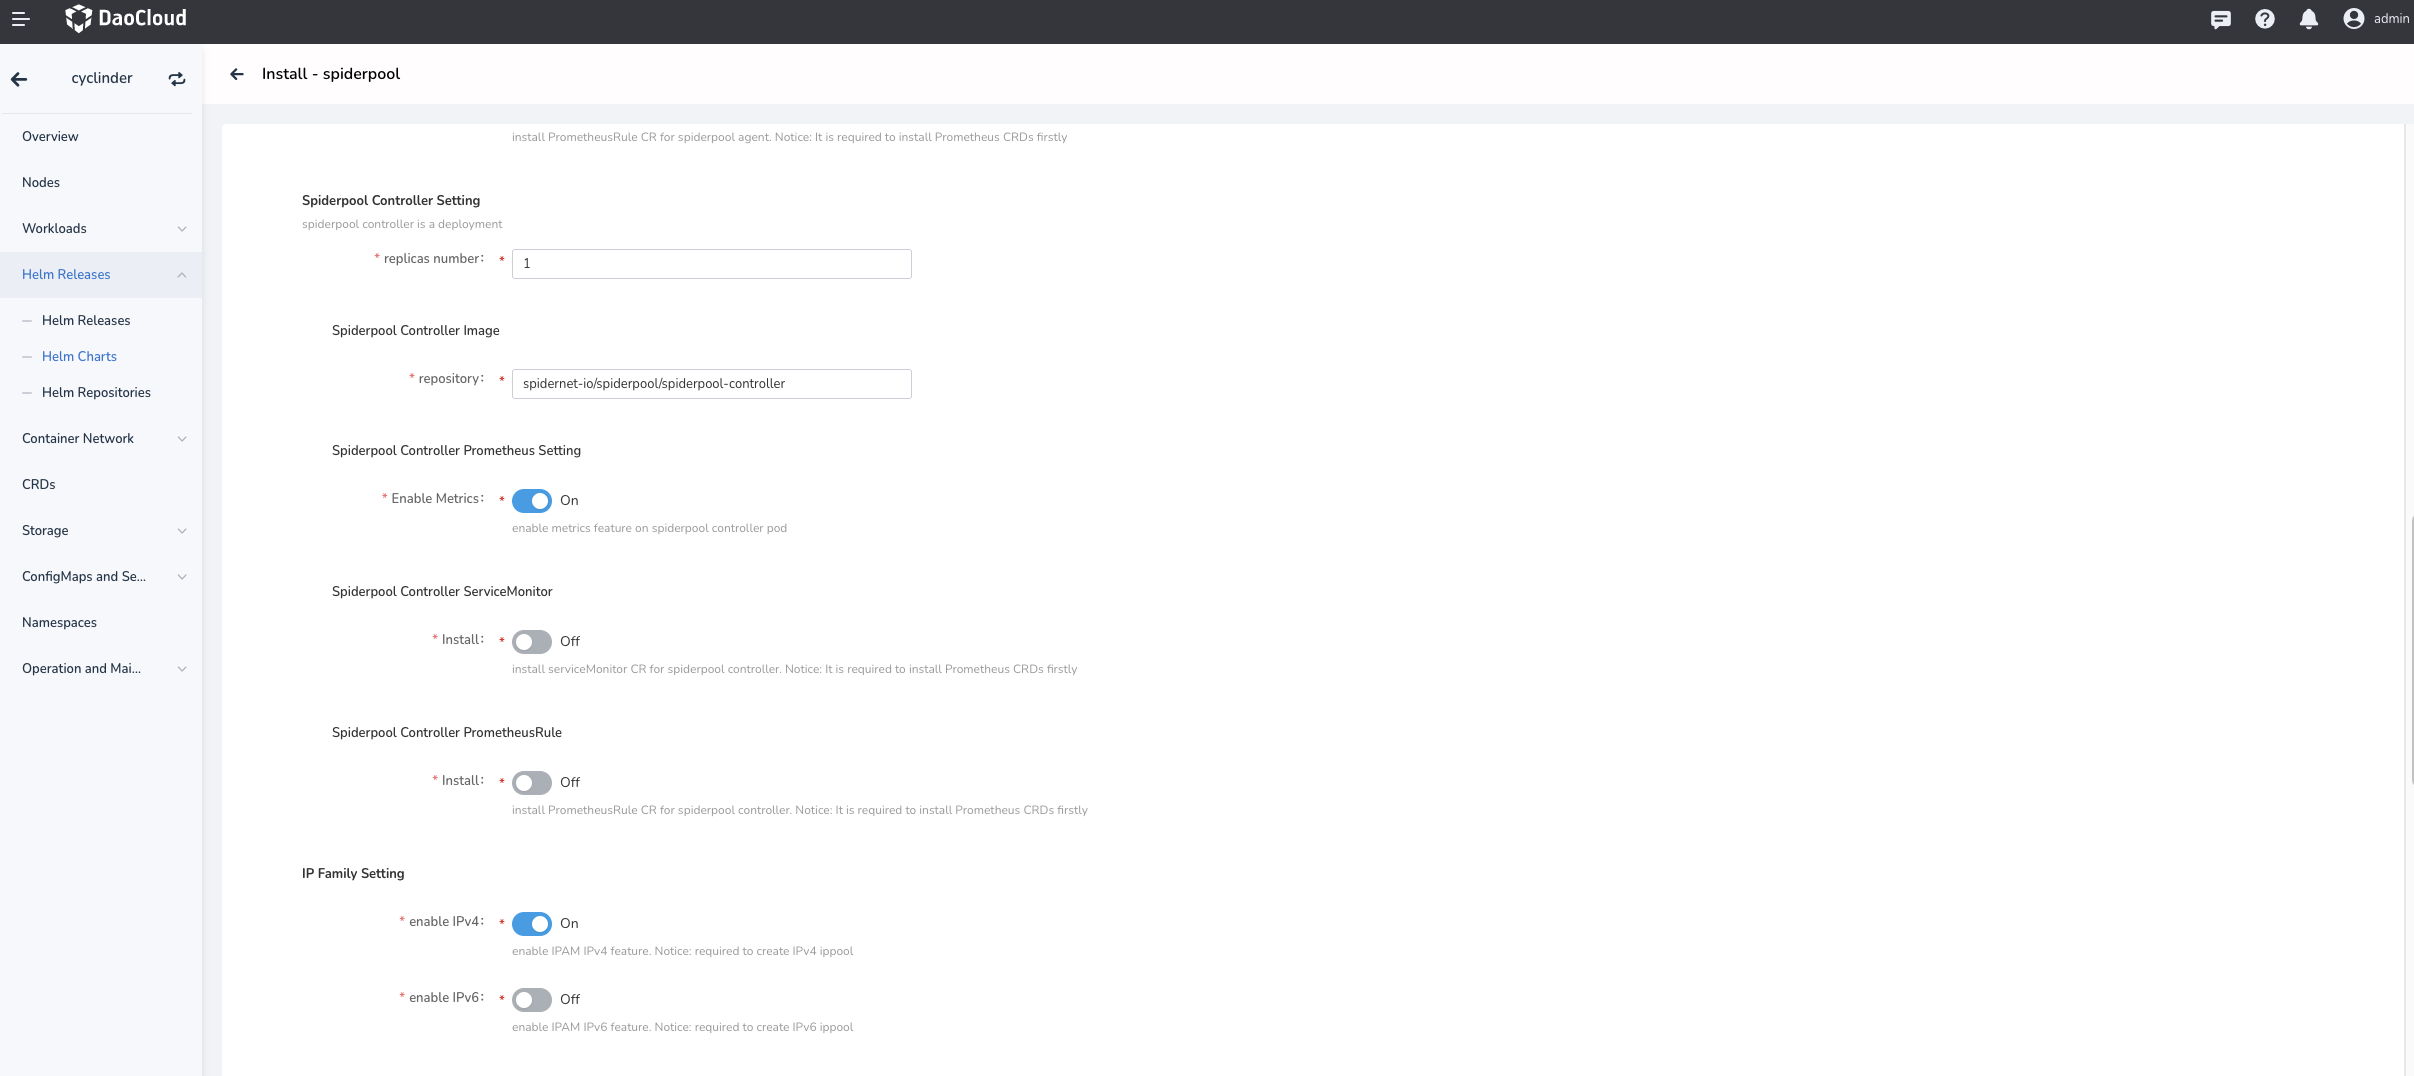 DaoCloud
admin
cyclinder
Install - spiderpool
Overview
Nodes
Workloads
Helm Releases
Helm Releases
Helm Charts
Helm Repositories
Container Network
CRDs
Storage
ConfigMaps and Se...
Namespaces
Operation and Mai...
install PrometheusRule CR for spiderpool agent. Notice: It is required to install Prometheus CRDs firstly
Spiderpool Controller Setting
spiderpool controller is a deployment
* replicas number: * 1
Spiderpool Controller Image
* repository: * spidernet-io/spiderpool/spiderpool-controller
Spiderpool Controller Prometheus Setting
* Enable Metrics: * On
enable metrics feature on spiderpool controller pod
Spiderpool Controller ServiceMonitor
* Install: * Off
install serviceMonitor CR for spiderpool controller. Notice: It is required to install Prometheus CRDs firstly
Spiderpool Controller PrometheusRule
* Install: * Off
install PrometheusRule CR for spiderpool controller. Notice: It is required to install Prometheus CRDs firstly
IP Family Setting
* enable IPv4: * On
enable IPAM IPv4 feature. Notice: required to create IPv4 ippool
* enable IPv6: * Off
enable IPAM IPv6 feature. Notice: required to create IPv6 ippool